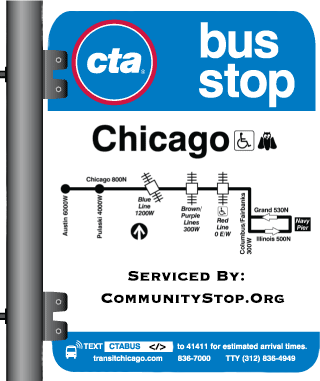 cta
bus
stop
Chicago
Chicago 800N
Austin 6000W
Pulaski 4000W
Blue
Line
1200W
Brown/
Purple
Lines
300W
Red
Line
0 E/W
Columbus/Fairbanks
300W
Grand 530N
Navy
Pier
Illinois 500N
Serviced By:
CommunityStop.Org
TEXT CTABUS </> to 41411 for estimated arrival times.
transitchicago.com 836-7000 TTY (312) 836-4949